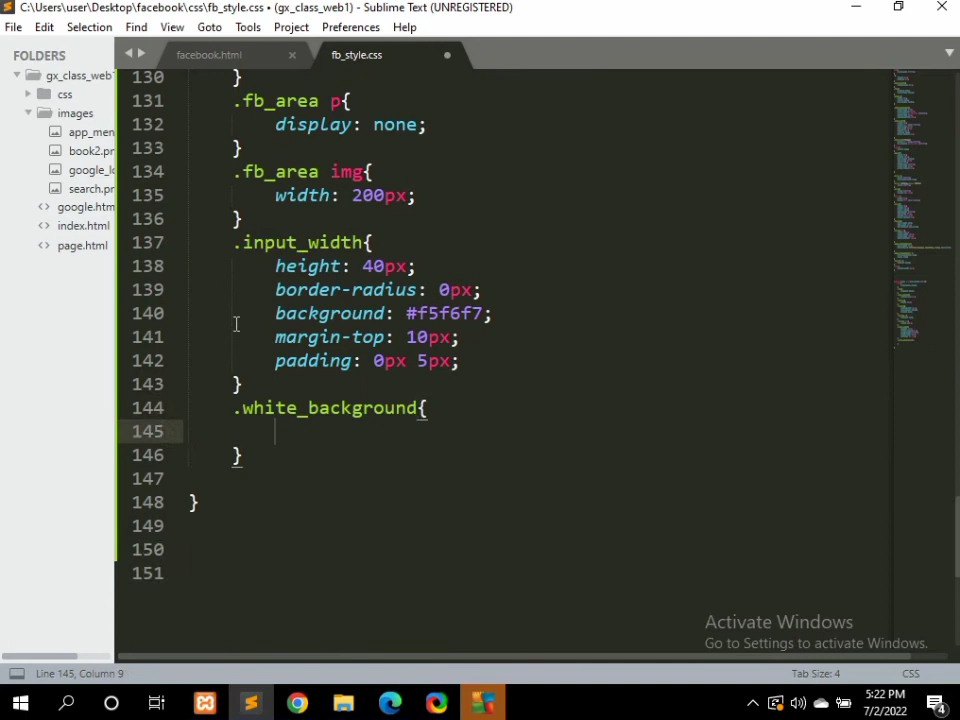 C:\Users\user\Desktop\facebook\css\fb_style.css • (gx_class_web1) - Sublime Text (UNREGISTERED)
File Edit Selection Find View Goto Tools Project Preferences Help
FOLDERS
gx_class_web1
css
images
app_men
book2.pr
google_lo
search.pr
google.htm
index.html
page.html
facebook.html
fb_style.css
130 }
131 .fb_area p{
132 display: none;
133 }
134 .fb_area img{
135 width: 200px;
136 }
137 .input_width{
138 height: 40px;
139 border-radius: 0px;
140 background: #f5f6f7;
141 margin-top: 10px;
142 padding: 0px 5px;
143 }
144 .white_background{
145
146 }
147
148 }
149
150
151
Activate Windows
Go to Settings to activate Windows.
Line 145, Column 9
Tab Size: 4
CSS
5:22 PM
7/2/2022
4